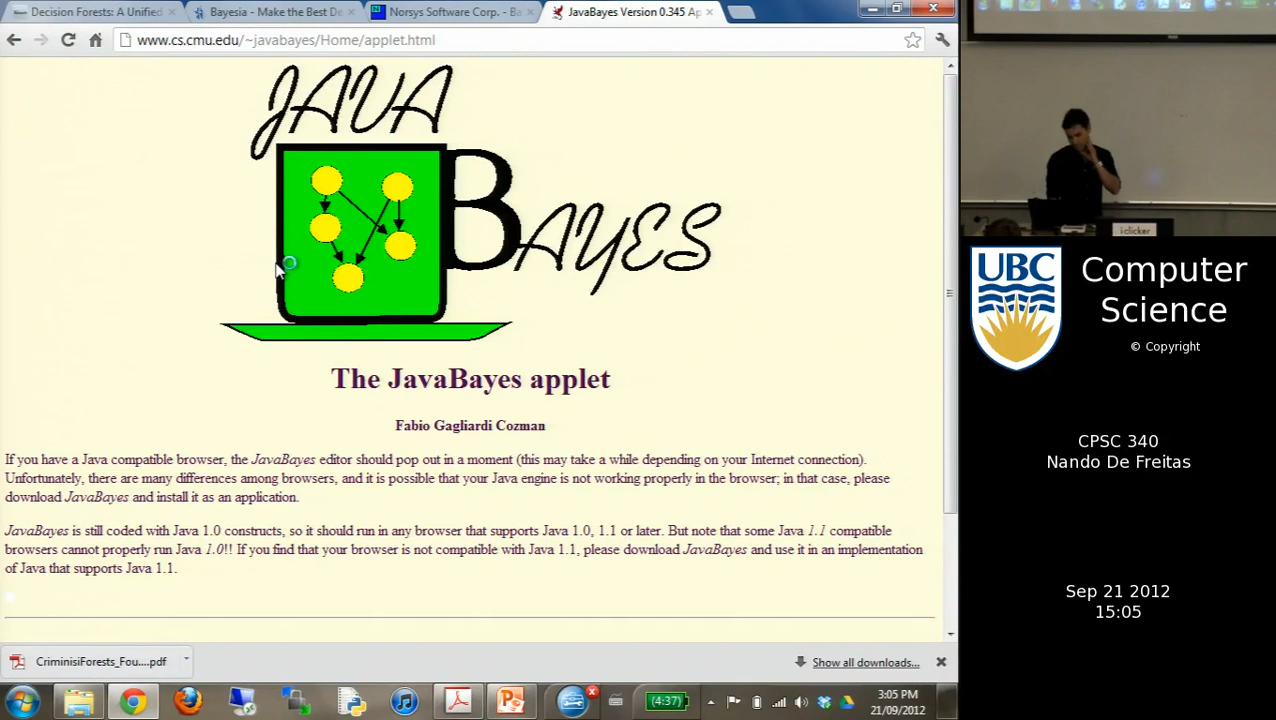 Decision Forests: A Unified
Bayesia - Make the Best De
Norsys Software Corp. - Ba
JavaBayes Version 0.345 Ap
www.cs.cmu.edu/~javabayes/Home/applet.html
JAVA
BAYES
The JavaBayes applet
Fabio Gagliardi Cozman
If you have a Java compatible browser, the JavaBayes editor should pop out in a moment (this may take a while depending on your Internet connection).
Unfortunately, there are many differences among browsers, and it is possible that your Java engine is not working properly in the browser; in that case, please
download JavaBayes and install it as an application.
JavaBayes is still coded with Java 1.0 constructs, so it should run in any browser that supports Java 1.0, 1.1 or later. But note that some Java 1.1 compatible
browsers cannot properly run Java 1.0!! If you find that your browser is not compatible with Java 1.1, please download JavaBayes and use it in an implementation
of Java that supports Java 1.1.
CriminisiForests_Fou....pdf
Show all downloads...
(4:37)
3:05 PM
21/09/2012
i clicker
UBC
Computer
Science
© Copyright
CPSC 340
Nando De Freitas
Sep 21 2012
15:05